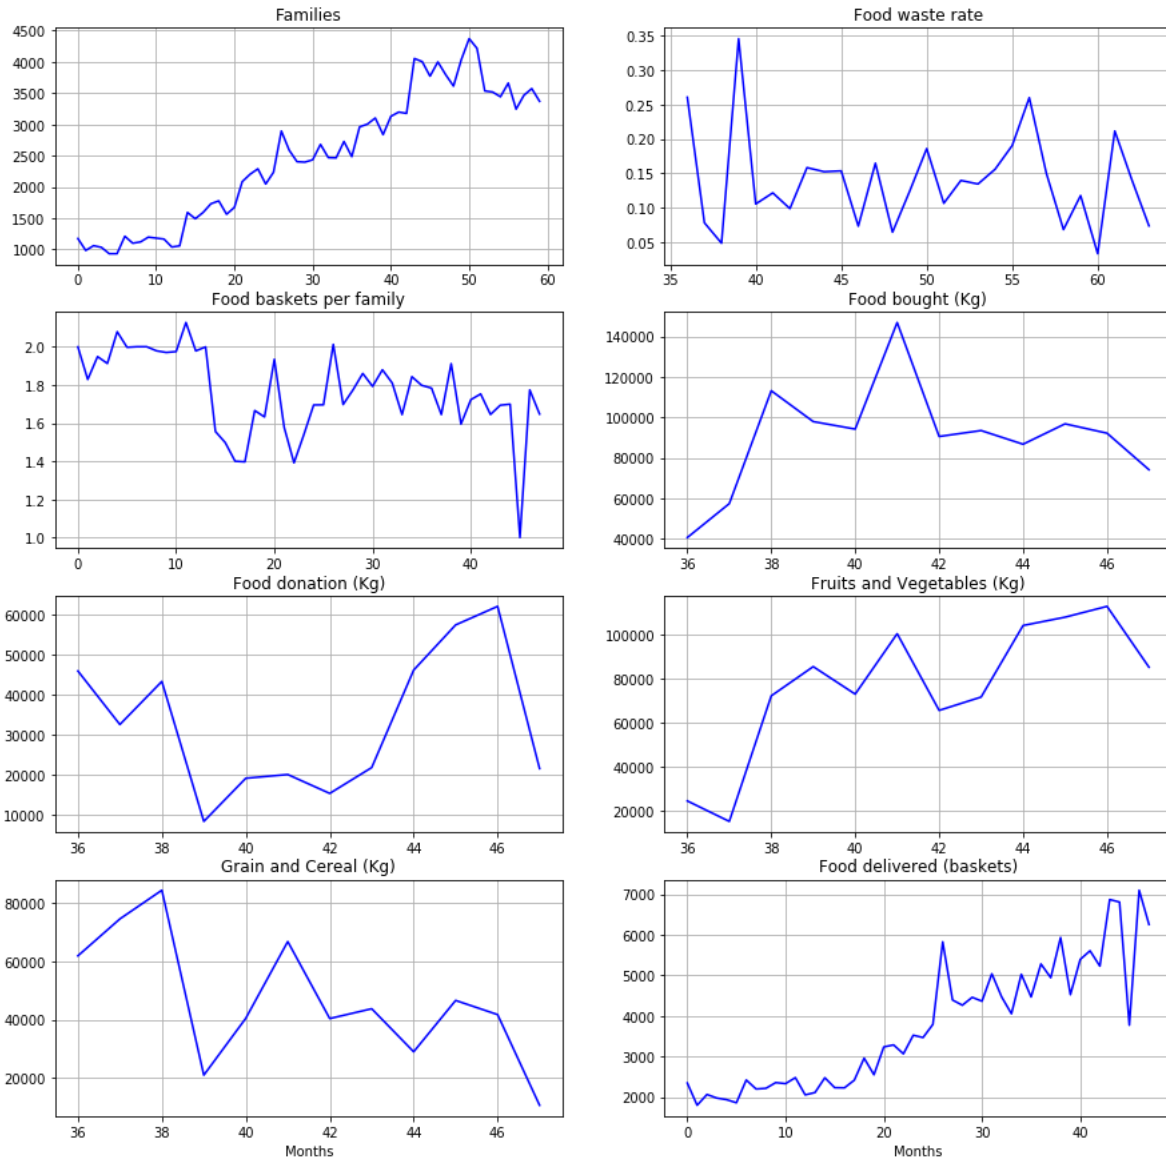 Families
4500
4000
3500
3000
2500
2000
1500
1000
0 10 20 30 40 50 60
Food waste rate
0.35
0.30
0.25
0.20
0.15
0.10
0.05
35 40 45 50 55 60
Food baskets per family
2.0
1.8
1.6
1.4
1.2
1.0
0 10 20 30 40
Food bought (Kg)
140000
120000
100000
80000
60000
40000
36 38 40 42 44 46
Food donation (Kg)
60000
50000
40000
30000
20000
10000
36 38 40 42 44 46
Fruits and Vegetables (Kg)
100000
80000
60000
40000
20000
36 38 40 42 44 46
Grain and Cereal (Kg)
80000
60000
40000
20000
36 38 40 42 44 46
Months
Food delivered (baskets)
7000
6000
5000
4000
3000
2000
0 10 20 30 40
Months